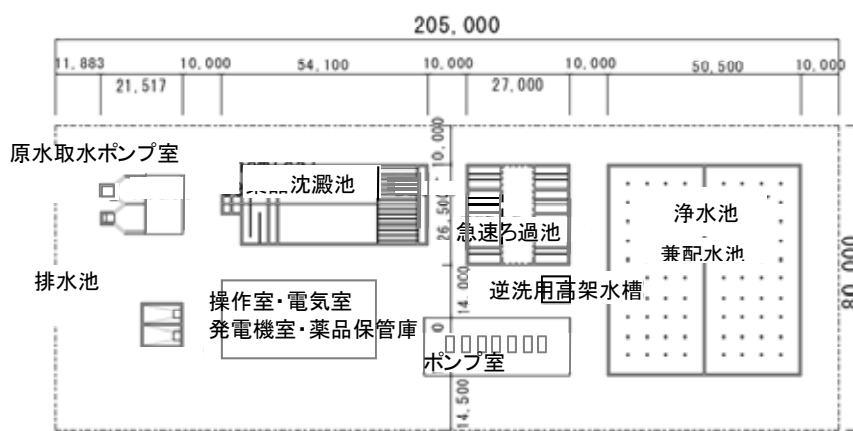 205,000
11,883
10,000
54,100
10,000
10,000
50,500
10,000
21,517
27,000
10,000
原水取水ポンプ室
沈澱池
26,500
急速ろ過池
浄水池
兼配水池
80,000
排水池
操作室・電気室
発電機室・薬品保管庫
14,000
逆洗用高架水槽
0
ポンプ室
14,500